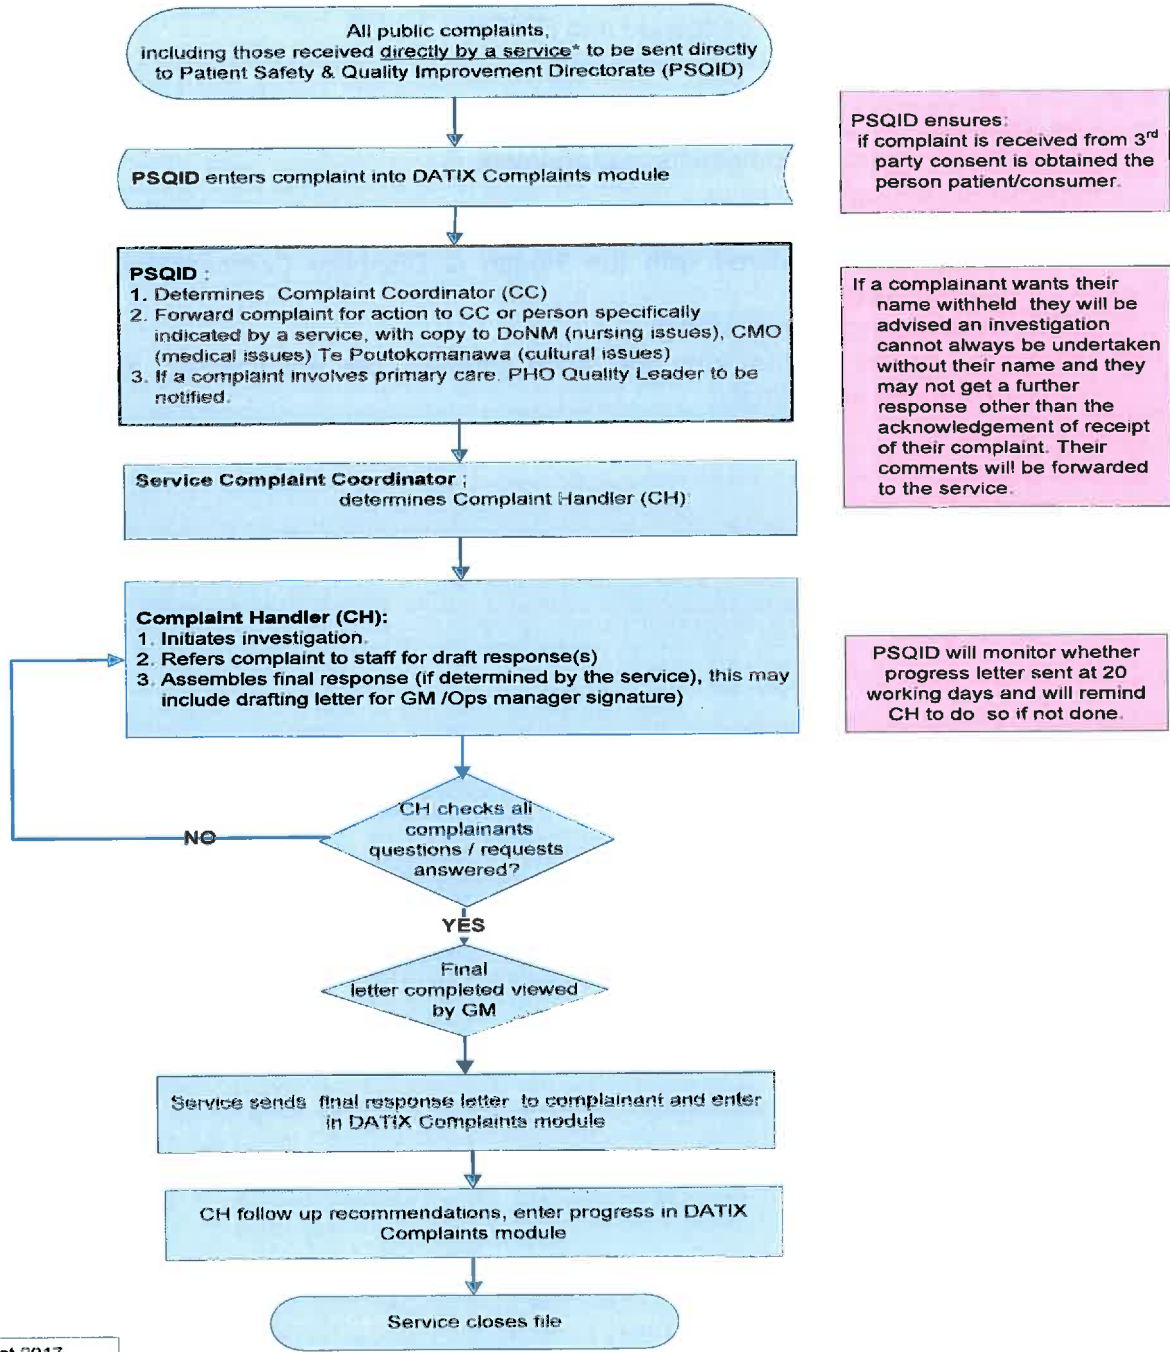 All public complaints,
including those received directly by a service* to be sent directly
to Patient Safety & Quality Improvement Directorate (PSQID)
PSQID enters complaint into DATIX Complaints module
PSQID ensures:
if complaint is received from 3rd
party consent is obtained the
person patient/consumer.
PSQID :
1. Determines Complaint Coordinator (CC)
2. Forward complaint for action to CC or person specifically
indicated by a service, with copy to DoNM (nursing issues), CMO
(medical issues) Te Poutokomanawa (cultural issues)
3. If a complaint involves primary care. PHO Quality Leader to be
notified.
If a complainant wants their
name withheld they will be
advised an investigation
cannot always be undertaken
without their name and they
may not get a further
response other than the
acknowledgement of receipt
of their complaint. Their
comments will be forwarded
to the service.
Service Complaint Coordinator ;
determines Complaint Handler (CH)
Complaint Handler (CH):
1. Initiates investigation.
2. Refers complaint to staff for draft response(s)
3. Assembles final response (if determined by the service), this may
include drafting letter for GM /Ops manager signature)
PSQID will monitor whether
progress letter sent at 20
working days and will remind
CH to do so if not done.
CH checks all
complainants
questions / requests
answered?
NO
YES
Final
letter completed viewed
by GM
Service sends final response letter to complainant and enter
in DATIX Complaints module
CH follow up recommendations, enter progress in DATIX
Complaints module
Service closes file
2017